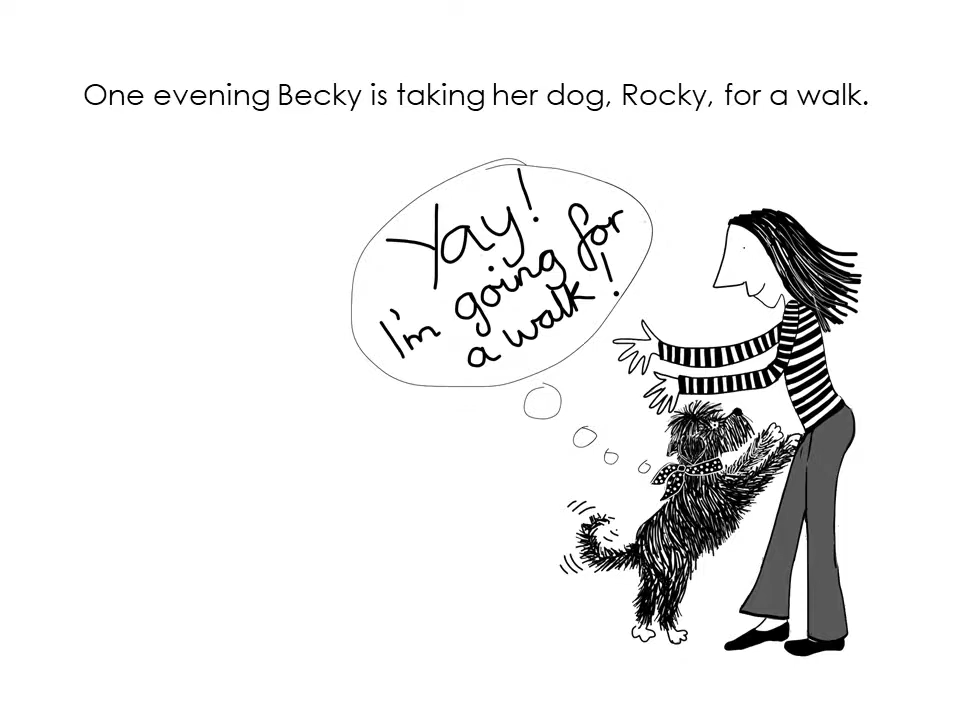 One evening Becky is taking her dog, Rocky, for a walk.
Yay!
I'm going for
a walk!